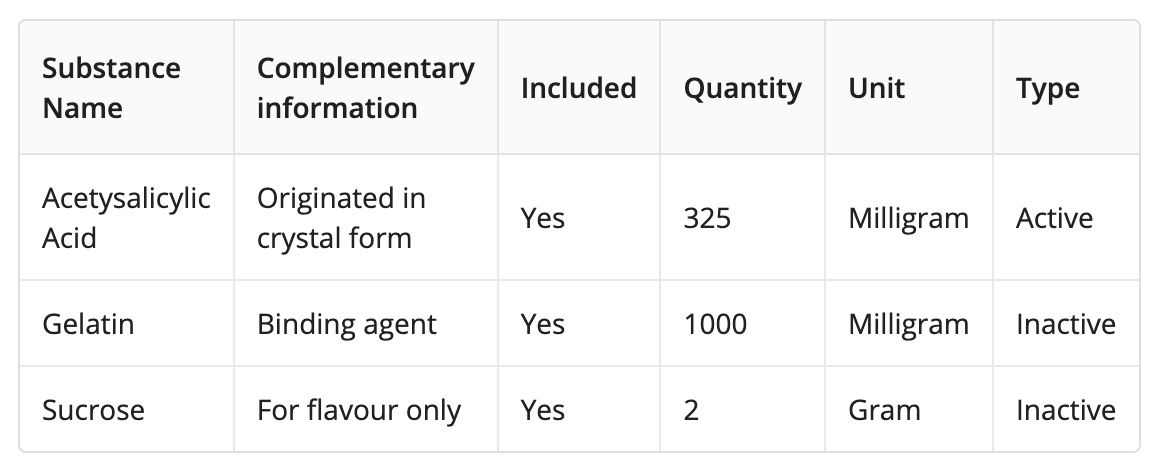 Substance Name | Complementary information | Included | Quantity | Unit | Type
Acetysalicylic Acid | Originated in crystal form | Yes | 325 | Milligram | Active
Gelatin | Binding agent | Yes | 1000 | Milligram | Inactive
Sucrose | For flavour only | Yes | 2 | Gram | Inactive